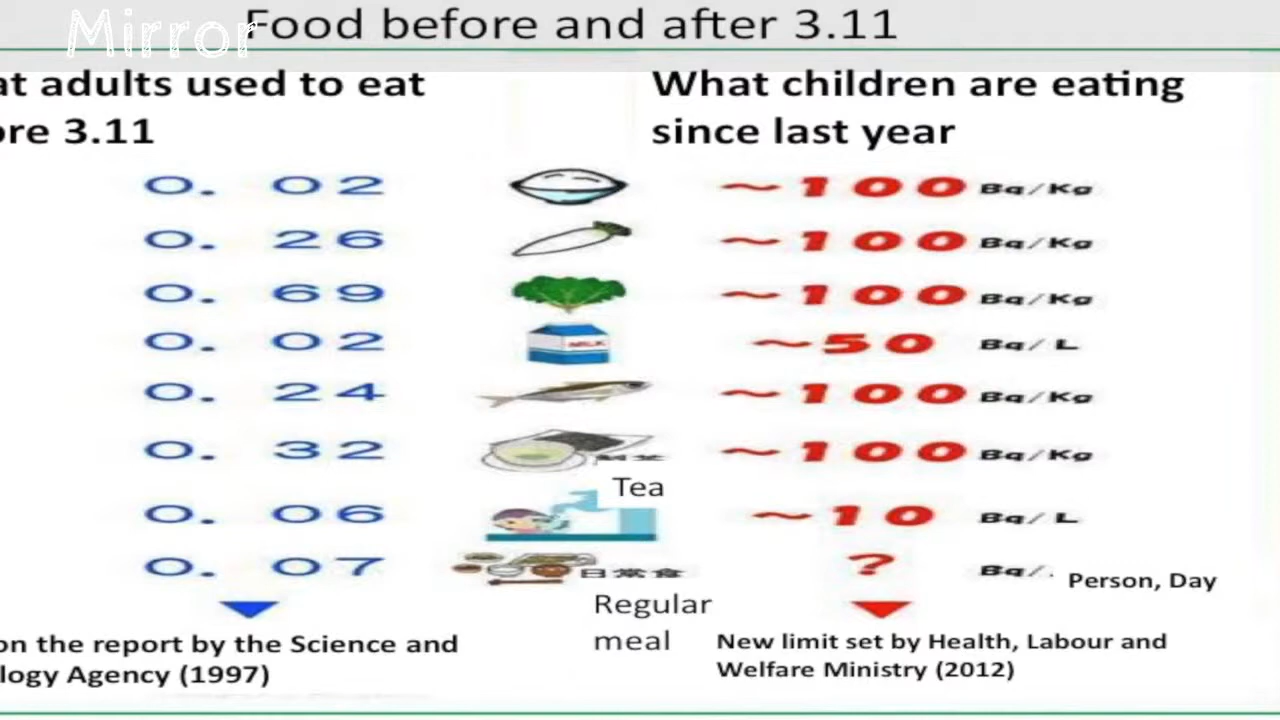 Mirror
Food before and after 3.11
at adults used to eat
ore 3.11
What children are eating
since last year
0. 02 ~100 Bq/Kg
0. 26 ~100 Bq/Kg
0. 69 ~100 Bq/Kg
0. 02 MILK ~50 Bq/L
0. 24 ~100 Bq/Kg
0. 32 ~100 Bq/Kg
Tea
0. 06 ~10 Bq/L
0. 07 日常食 ? Bq/. Person, Day
Regular
meal
on the report by the Science and
logy Agency (1997)
New limit set by Health, Labour and
Welfare Ministry (2012)